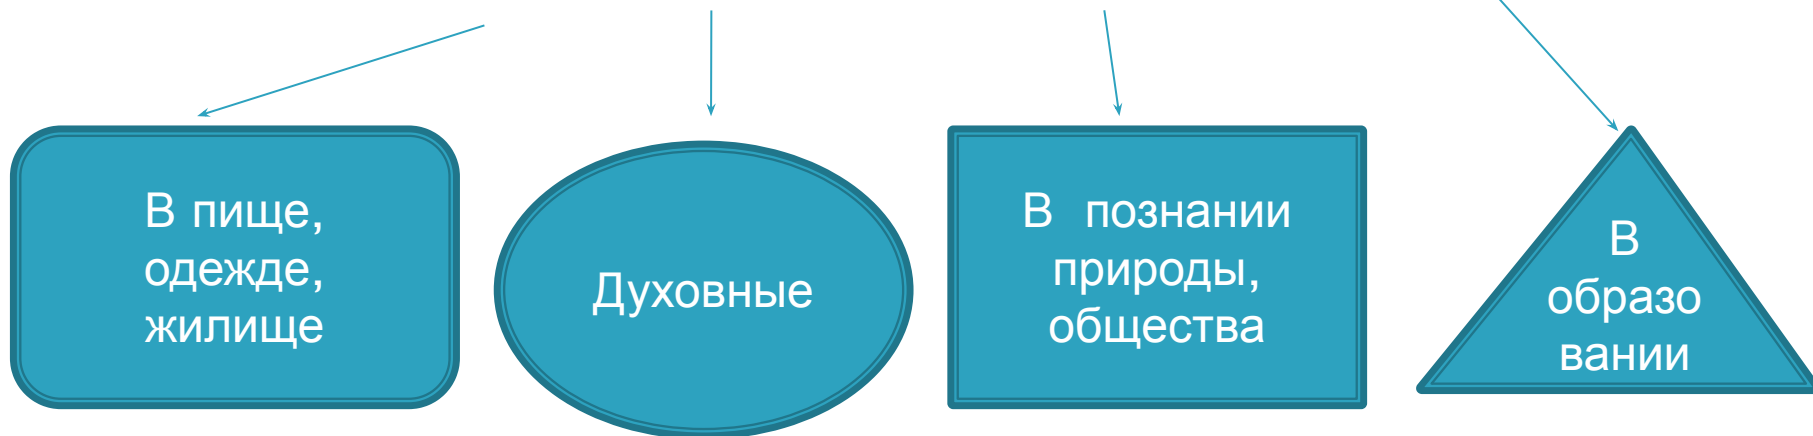 В пище,
одежде,
жилище
Духовные
В познании
природы,
общества
В
образо
вании